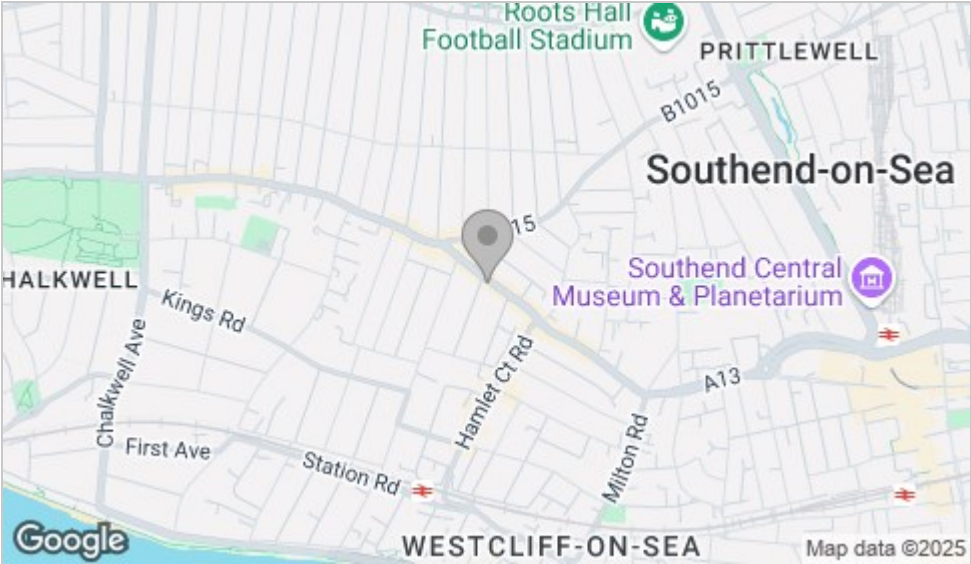 Roots Hall
Football Stadium
PRITTLEWELL
B1015
Southend-on-Sea
15
HALKWELL
Southend Central
Museum & Planetarium
Kings Rd
Chalkwell Ave
Hamlet Ct Rd
A13
Milton Rd
First Ave
Station Rd
WESTCLIFF-ON-SEA
Google
Map data ©2025